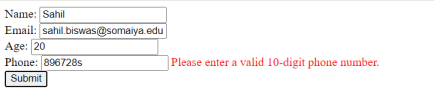 Name: Sahil
Email: sahil.biswas@somaiya.edu
Age: 20
Phone: 896728s Please enter a valid 10-digit phone number.
Submit